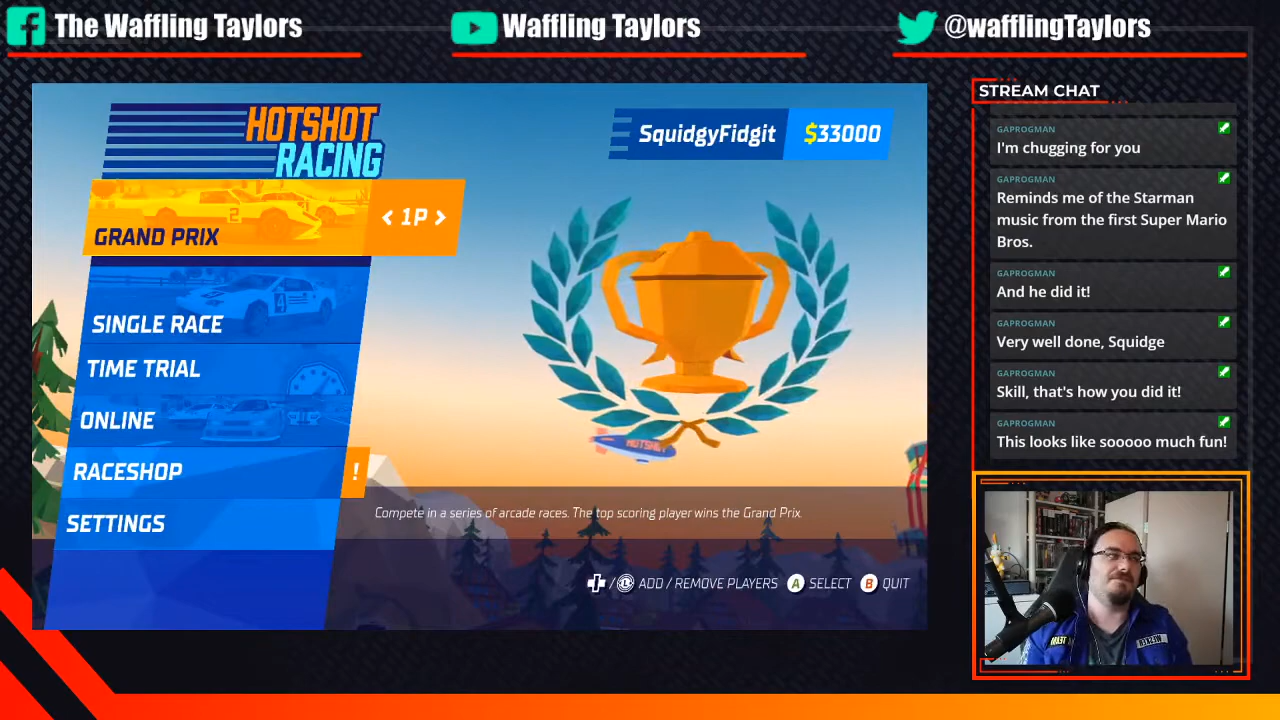 The Waffling Taylors
Waffling Taylors
@wafflingTaylors
HOTSHOT
RACING
SquidgyFidgit
$33000
GRAND PRIX
< 1P >
SINGLE RACE
TIME TRIAL
ONLINE
RACESHOP
!
SETTINGS
2
4
HOTSHOT
Compete in a series of arcade races. The top scoring player wins the Grand Prix.
/ L ADD / REMOVE PLAYERS A SELECT B QUIT
STREAM CHAT
GAPROGMAN
I'm chugging for you
GAPROGMAN
Reminds me of the Starman
music from the first Super Mario
Bros.
GAPROGMAN
And he did it!
GAPROGMAN
Very well done, Squidge
GAPROGMAN
Skill, that's how you did it!
GAPROGMAN
This looks like sooooo much fun!